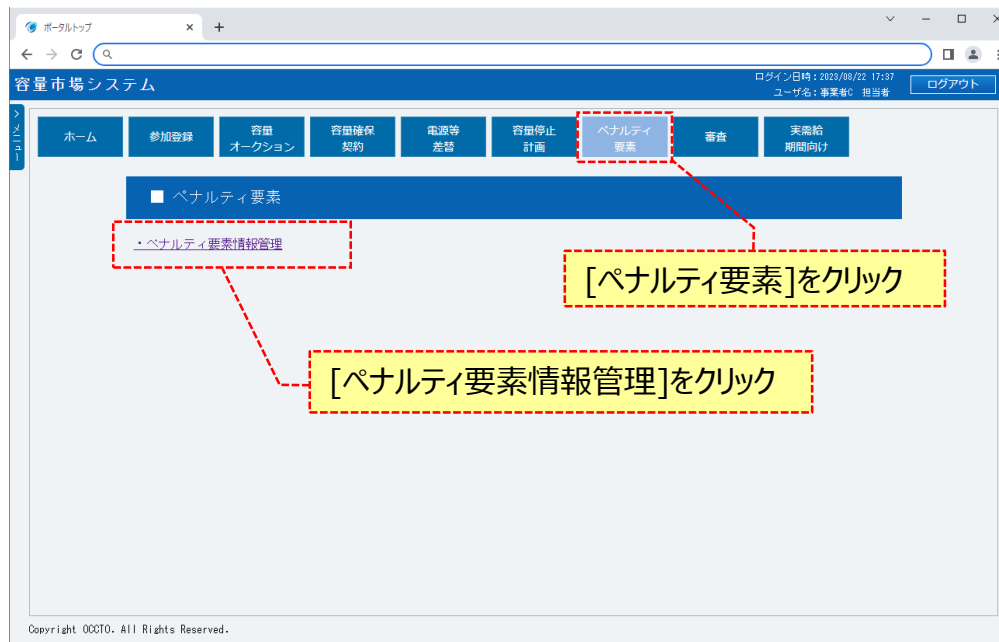 ポータルトップ
容量市場システム
ログイン日時：2023/08/22 17:37
ユーザ名：事業者C 担当者
ログアウト
メニュー
ホーム
参加登録
容量
オークション
容量確保
契約
電源等
差替
容量停止
計画
ペナルティ
要素
審査
実需給
期間向け
■ ペナルティ要素
・ペナルティ要素情報管理
[ペナルティ要素]をクリック
[ペナルティ要素情報管理]をクリック
Copyright OCCTO. All Rights Reserved.